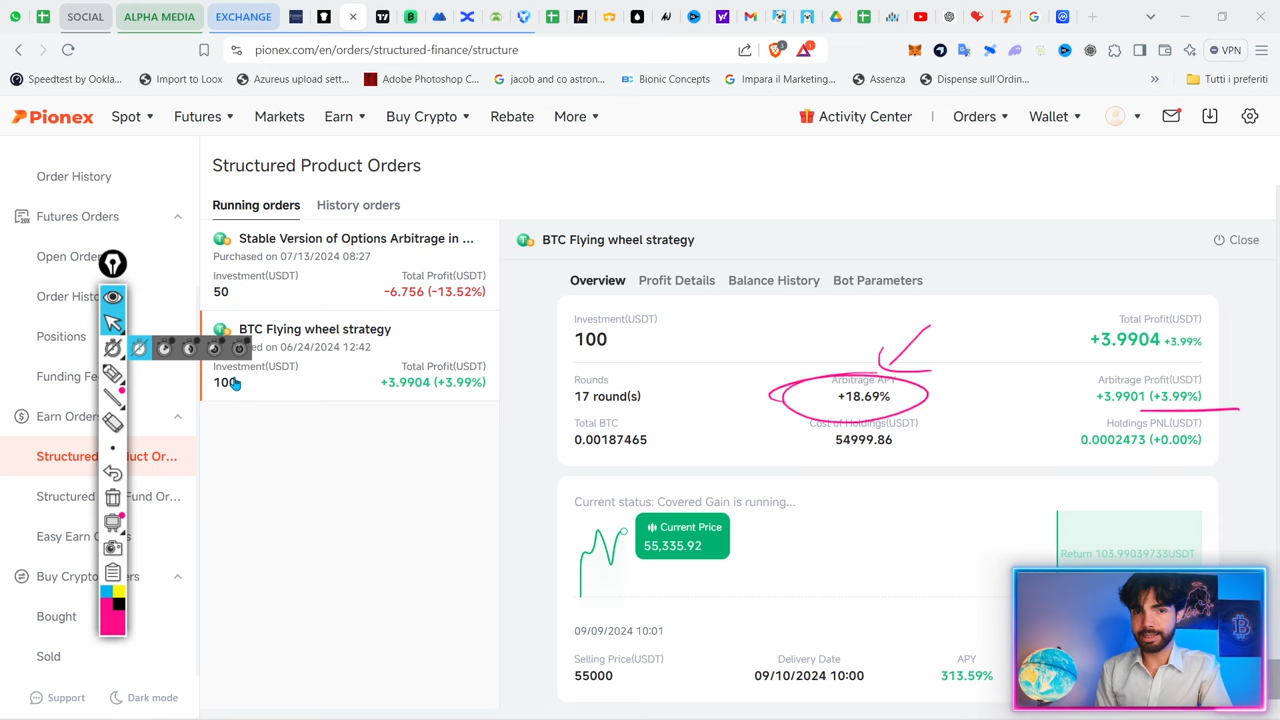 SOCIAL
ALPHA MEDIA
EXCHANGE
pionex.com/en/orders/structured-finance/structure
VPN
Speedtest by Ookla...
Import to Loox
Azureus upload sett...
Adobe Photoshop C...
jacob and co astron...
Bionic Concepts
Impara il Marketing...
Assenza
Dispense sull'Ordin...
Tutti i preferiti
Pionex
Spot
Futures
Markets
Earn
Buy Crypto
Rebate
More
Activity Center
Orders
Wallet
Order History
Futures Orders
Open Orde
Order Histo
Positions
Funding Fe
Earn Orde
Structured
uct Or...
Structured
Fund Or...
Easy Earn
Buy Crypto
rders
Bought
Sold
Support
Dark mode
Structured Product Orders
Running orders
History orders
Stable Version of Options Arbitrage in ...
Purchased on 07/13/2024 08:27
Investment(USDT)
Total Profit(USDT)
50
-6.756 (-13.52%)
BTC Flying wheel strategy
ed on 06/24/2024 12:42
Investment(USDT)
Total Profit(USDT)
100
+3.9904 (+3.99%)
BTC Flying wheel strategy
Close
Overview
Profit Details
Balance History
Bot Parameters
Investment(USDT)
Total Profit(USDT)
100
+3.9904 +3.99%
Rounds
Arbitrage APY
Arbitrage Profit(USDT)
17 round(s)
+18.69%
+3.9901 (+3.99%)
Total BTC
Cost of Holdings(USDT)
Holdings PNL(USDT)
0.00187465
54999.86
0.0002473 (+0.00%)
Current status: Covered Gain is running...
Current Price
55,335.92
Return 103.99039733USDT
09/09/2024 10:01
Selling Price(USDT)
Delivery Date
APY
55000
09/10/2024 10:00
313.59%